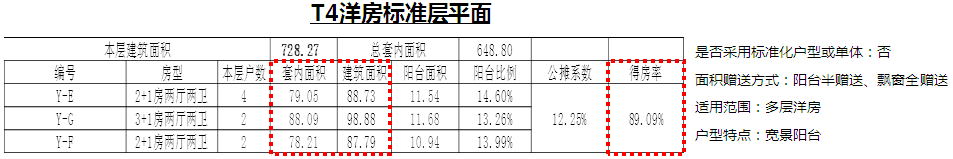 T4洋房标准层平面
本层建筑面积 728.27 总套内面积 648.80
编号 房型 本层户数 套内面积 建筑面积 阳台面积 阳台比例 公摊系数 得房率
Y-E 2+1房两厅两卫 4 79.05 88.73 11.54 14.60% 12.25% 89.09%
Y-G 3+1房两厅两卫 2 88.09 98.88 11.68 13.26%
Y-F 2+1房两厅两卫 2 78.21 87.79 10.94 13.99%
是否采用标准化户型或单体：否
面积赠送方式：阳台半赠送、飘窗全赠送
适用范围：多层洋房
户型特点：宽景阳台